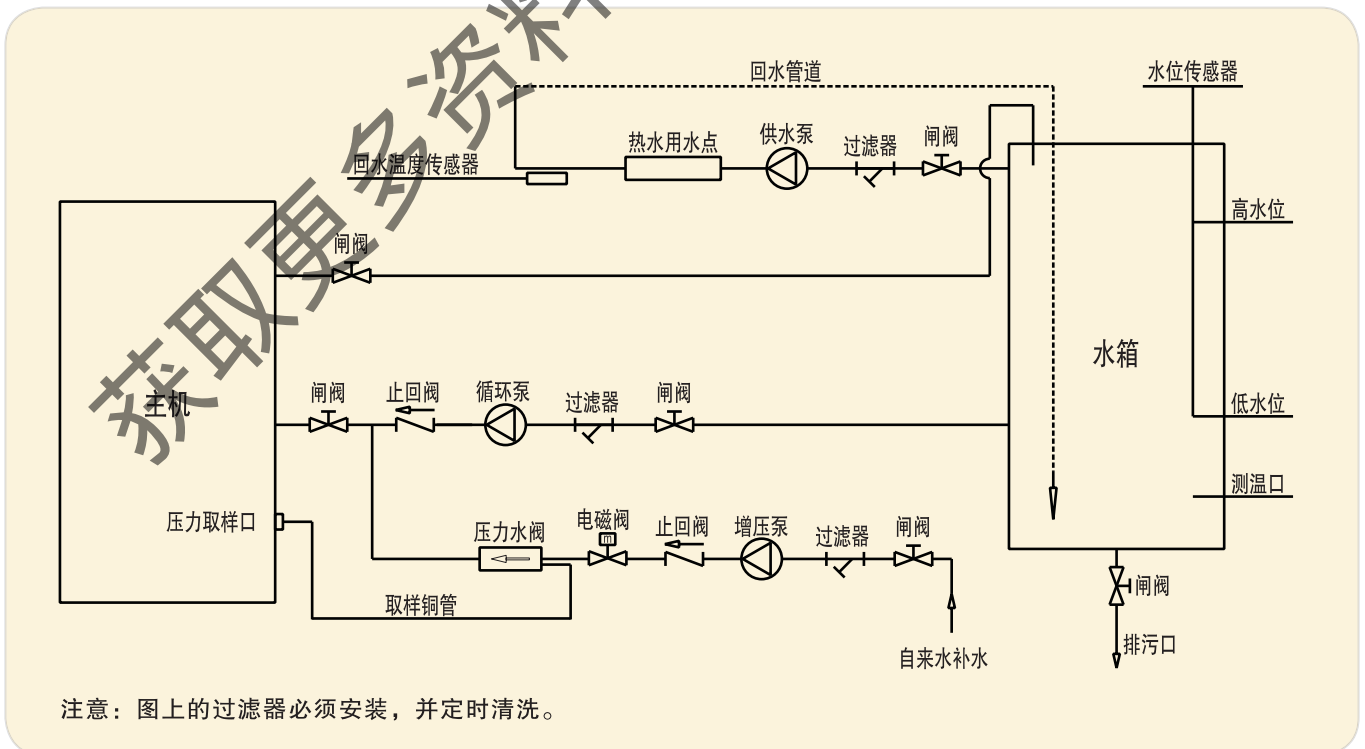 获取更多资料
回水管道
水位传感器
热水用水点
供水泵
过滤器
闸阀
回水温度传感器
高水位
闸阀
水箱
主机
闸阀
止回阀
循环泵
过滤器
闸阀
低水位
测温口
压力取样口
压力水阀
电磁阀
E
止回阀
增压泵
过滤器
闸阀
闸阀
取样铜管
自来水补水
排污口
注意：图上的过滤器必须安装，并定时清洗。